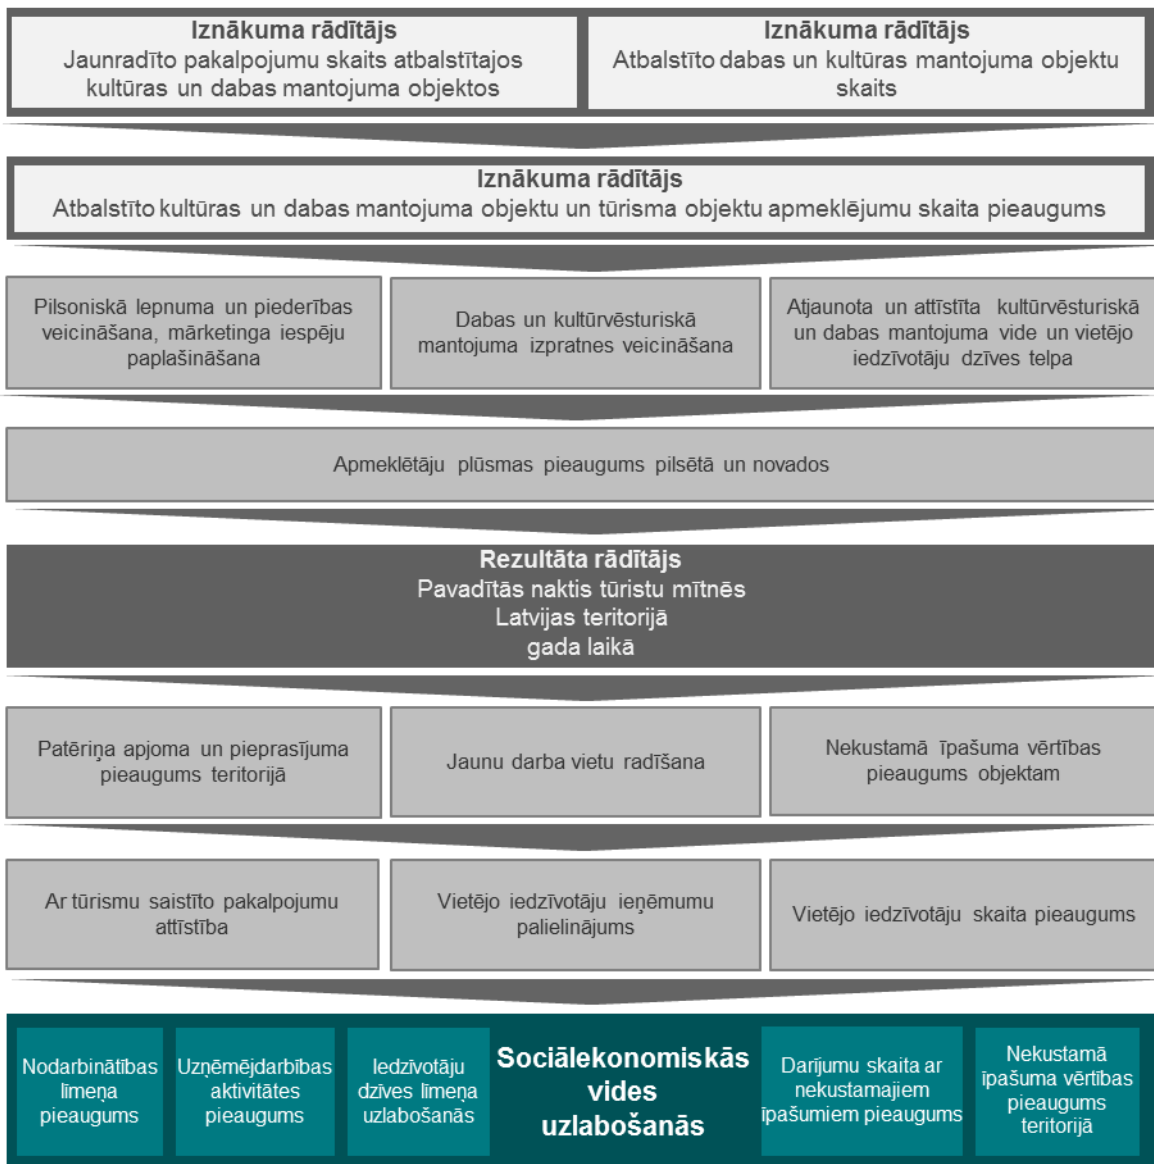 Iznākuma rādītājs
Jaunradīto pakalpojumu skaits atbalstītajos
kultūras un dabas mantojuma objektos
Iznākuma rādītājs
Atbalstīto dabas un kultūras mantojuma objektu
skaits
Iznākuma rādītājs
Atbalstīto kultūras un dabas mantojuma objektu un tūrisma objektu apmeklējumu skaita pieaugums
Pilsoniskā lepnuma un piederības
veicināšana, mārketinga iespēju
paplašināšana
Dabas un kultūrvēsturiskā
mantojuma izpratnes veicināšana
Atjaunota un attīstīta kultūrvēsturiskā
un dabas mantojuma vide un vietējo
iedzīvotāju dzīves telpa
Apmeklētāju plūsmas pieaugums pilsētā un novados
Rezultāta rādītājs
Pavadītās naktis tūristu mītnēs
Latvijas teritorijā
gada laikā
Patēriņa apjoma un pieprasījuma
pieaugums teritorijā
Jaunu darba vietu radīšana
Nekustamā īpašuma vērtības
pieaugums objektam
Ar tūrismu saistīto pakalpojumu
attīstība
Vietējo iedzīvotāju ieņēmumu
palielinājums
Vietējo iedzīvotāju skaita pieaugums
Nodarbinātības
līmeņa
pieaugums
Uzņēmējdarbības
aktivitātes
pieaugums
Iedzīvotāju
dzīves līmeņa
uzlabošanās
Sociālekonomiskās
vides
uzlabošanās
Darījumu skaita ar
nekustamajiem
īpašumiem pieaugums
Nekustamā
īpašuma vērtības
pieaugums
teritorijā